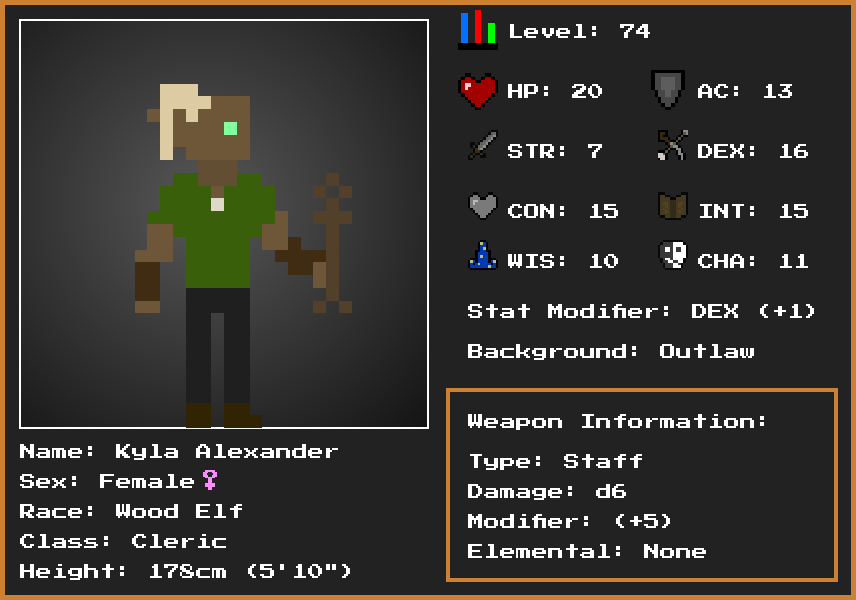 Level: 74
HP: 20
AC: 13
STR: 7
DEX: 16
CON: 15
INT: 15
WIS: 10
CHA: 11
Stat Modifier: DEX (+1)
Background: Outlaw
Weapon Information:
Type: Staff
Damage: d6
Modifier: (+5)
Elemental: None
Name: Kyla Alexander
Sex: Female♀
Race: Wood Elf
Class: Cleric
Height: 178cm (5'10")